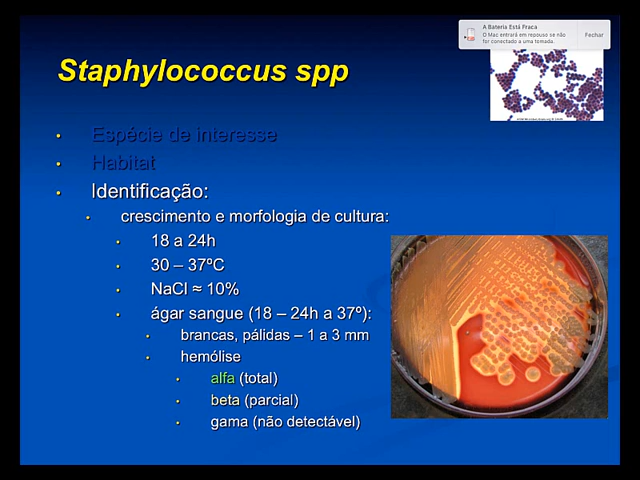 A Bateria Está Fraca
O Mac entrará em repouso se não
for conectado a uma tomada.
Fechar
Staphylococcus spp
Espécie de interesse
Habitat
Identificação:
crescimento e morfologia de cultura:
18 a 24h
30 – 37ºC
NaCl ≈ 10%
ágar sangue (18 – 24h a 37º):
brancas, pálidas – 1 a 3 mm
hemólise
alfa (total)
beta (parcial)
gama (não detectável)